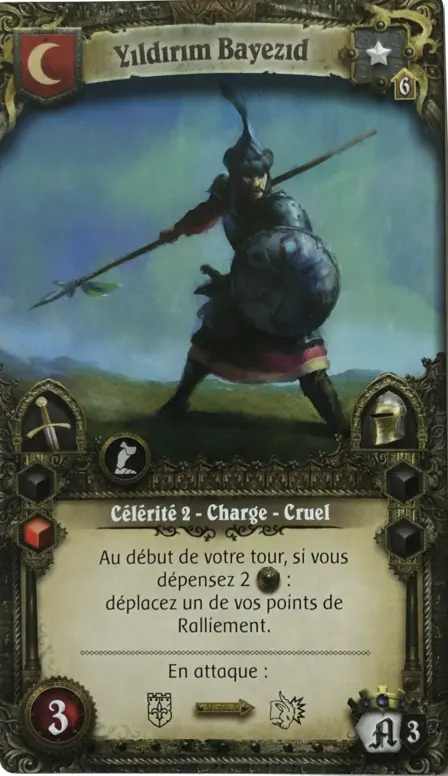 Yıldırım Bayezıd
6
Célérité 2 - Charge - Cruel
Au début de votre tour, si vous
dépensez 2 :
déplacez un de vos points de
Ralliement.
En attaque :
3
A 3